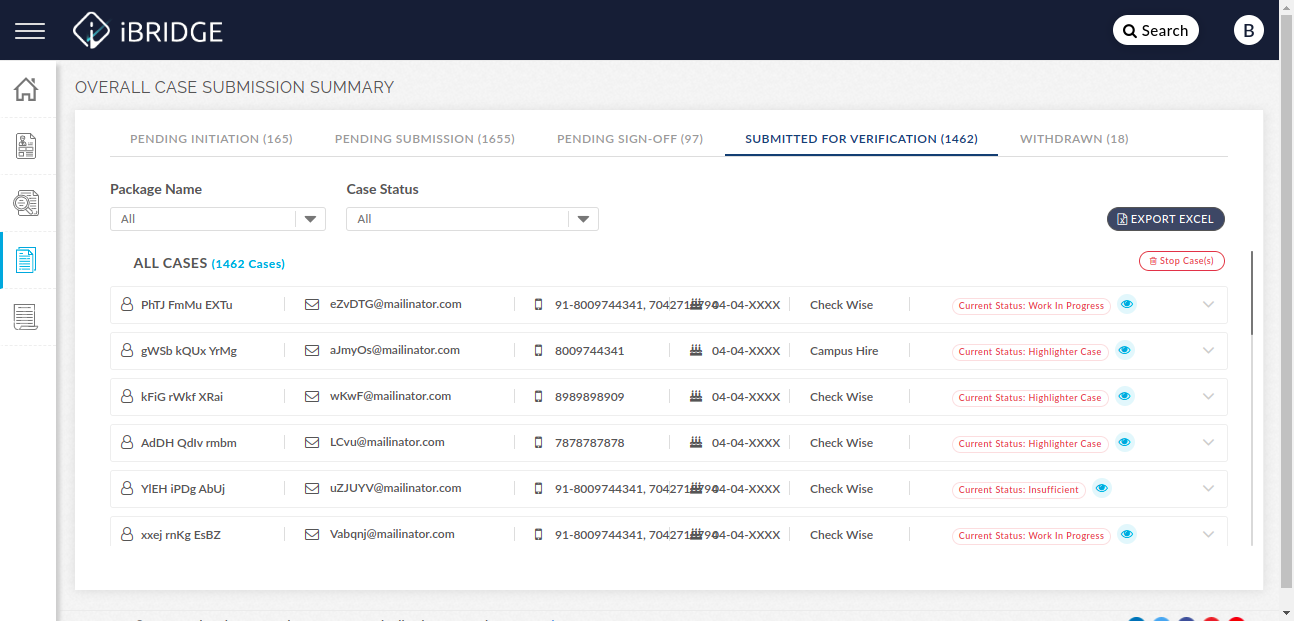 iBRIDGE
Search
B
OVERALL CASE SUBMISSION SUMMARY
PENDING INITIATION (165) PENDING SUBMISSION (1655) PENDING SIGN-OFF (97) SUBMITTED FOR VERIFICATION (1462) WITHDRAWN (18)
Package Name Case Status
All All EXPORT EXCEL
ALL CASES (1462 Cases) Stop Case(s)
PhTJ FmMu EXTu eZvDTG@mailinator.com 91-8009744341, 04-04-XXXX Check Wise Current Status: Work In Progress
gWSb kQUx YrMg aJmyOs@mailinator.com 8009744341 04-04-XXXX Campus Hire Current Status: Highlighter Case
kFiG rWkf XRai wKwF@mailinator.com 8989898909 04-04-XXXX Check Wise Current Status: Highlighter Case
AdDH QdIv rmbm LCvu@mailinator.com 7878787878 04-04-XXXX Check Wise Current Status: Highlighter Case
YlEH iPDg AbUj uZJUYV@mailinator.com 91-8009744341, 04-04-XXXX Check Wise Current Status: Insufficient
xxej rnKg EsBZ Vabqnj@mailinator.com 91-8009744341, 04-04-XXXX Check Wise Current Status: Work In Progress